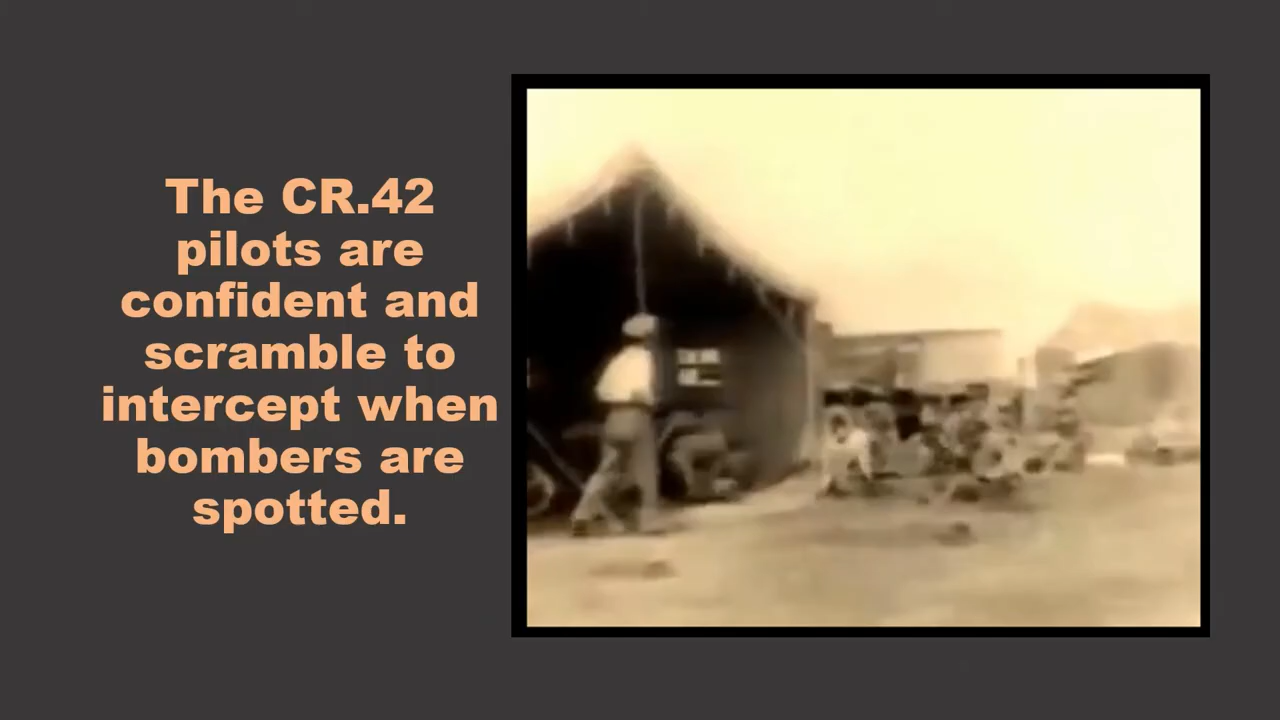 The CR.42
pilots are
confident and
scramble to
intercept when
bombers are
spotted.